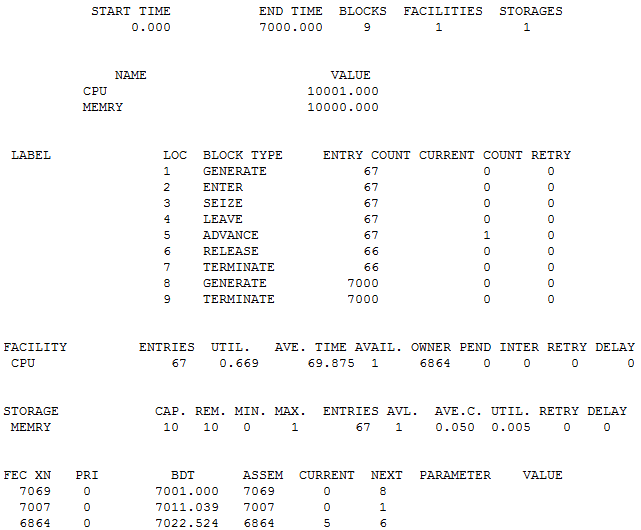 START TIME END TIME BLOCKS FACILITIES STORAGES
0.000 7000.000 9 1 1
NAME VALUE
CPU 10001.000
MEMRY 10000.000
LABEL LOC BLOCK TYPE ENTRY COUNT CURRENT COUNT RETRY
1 GENERATE 67 0 0
2 ENTER 67 0 0
3 SEIZE 67 0 0
4 LEAVE 67 0 0
5 ADVANCE 67 1 0
6 RELEASE 66 0 0
7 TERMINATE 66 0 0
8 GENERATE 7000 0 0
9 TERMINATE 7000 0 0
FACILITY ENTRIES UTIL. AVE. TIME AVAIL. OWNER PEND INTER RETRY DELAY
CPU 67 0.669 69.875 1 6864 0 0 0 0
STORAGE CAP. REM. MIN. MAX. ENTRIES AVL. AVE.C. UTIL. RETRY DELAY
MEMRY 10 10 0 1 67 1 0.050 0.005 0 0
FEC XN PRI BDT ASSEM CURRENT NEXT PARAMETER VALUE
7069 0 7001.000 7069 0 8
7007 0 7011.039 7007 0 1
6864 0 7022.524 6864 5 6